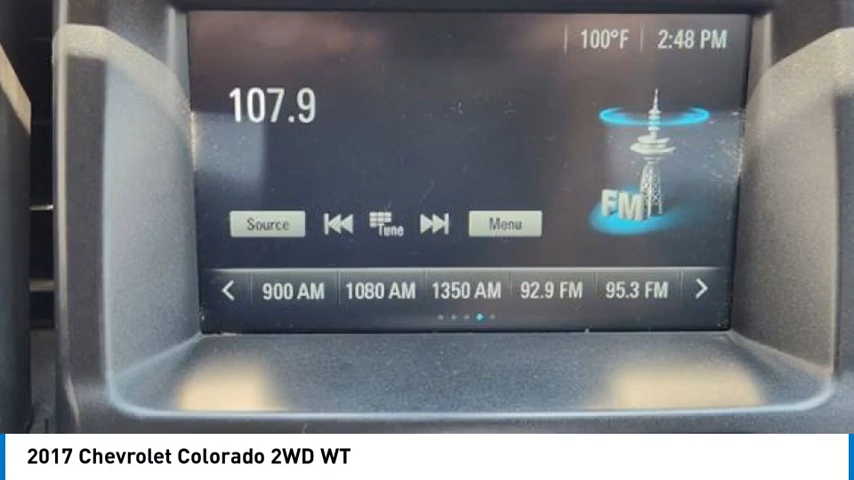 100°F 2:48 PM
107.9
FM
Source Tune Menu
900 AM 1080 AM 1350 AM 92.9 FM 95.3 FM
2017 Chevrolet Colorado 2WD WT